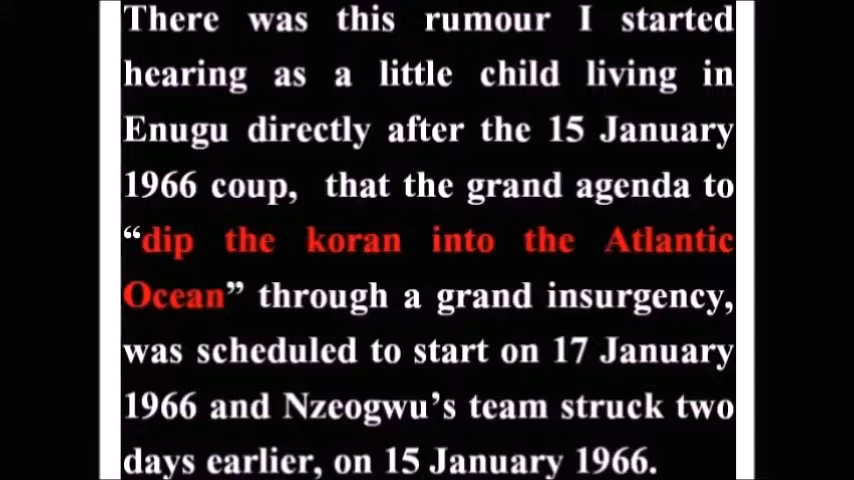 There was this rumour I started
hearing as a little child living in
Enugu directly after the 15 January
1966 coup, that the grand agenda to
“dip the koran into the Atlantic
Ocean” through a grand insurgency,
was scheduled to start on 17 January
1966 and Nzeogwu’s team struck two
days earlier, on 15 January 1966.